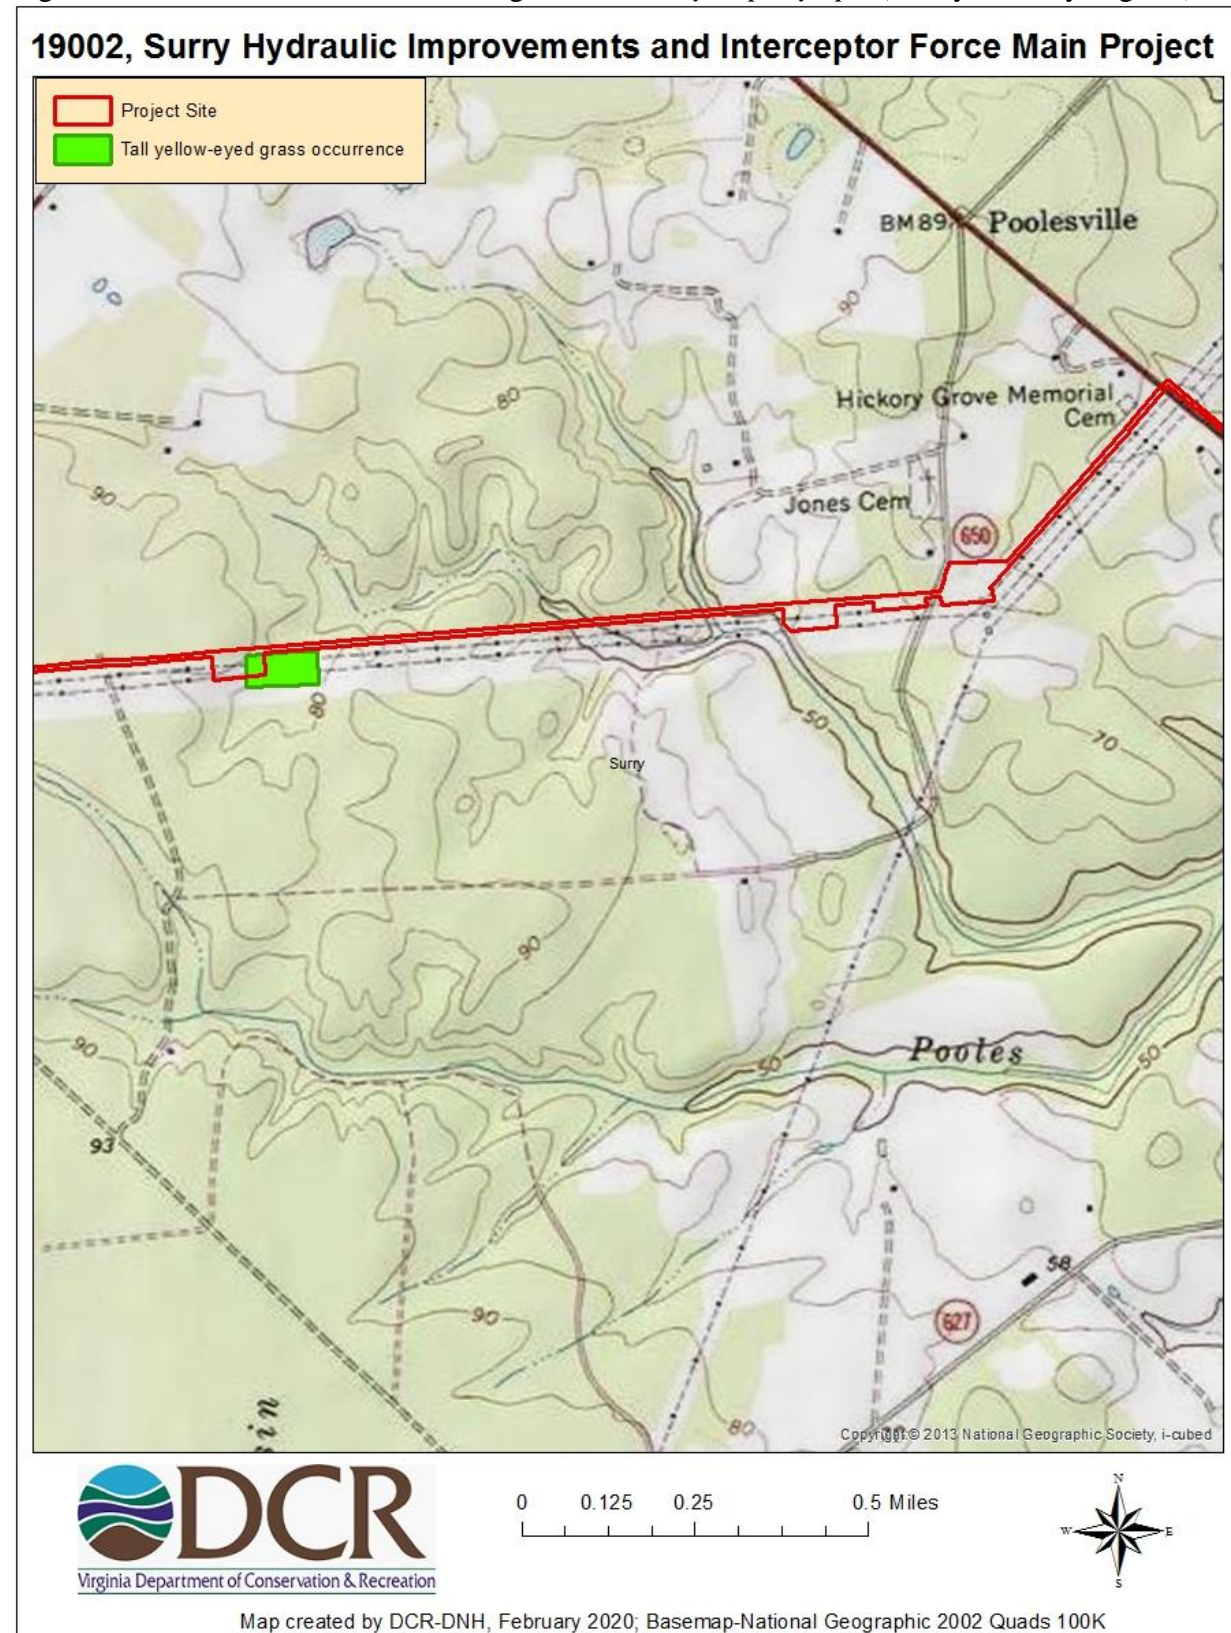 19002, Surry Hydraulic Improvements and Interceptor Force Main Project
Project Site
Tall yellow-eyed grass occurrence
BM 89
Poolesville
90
Hickory Grove Memorial
Cem
80
90
Jones Cem
650
80
50
70
Surry
90
90
Pooles
50
93
58
90
627
80
sin
Copyright:© 2013 National Geographic Society, i-cubed
DCR
Virginia Department of Conservation & Recreation
0 0.125 0.25 0.5 Miles
N
W E
S
Map created by DCR-DNH, February 2020; Basemap-National Geographic 2002 Quads 100K